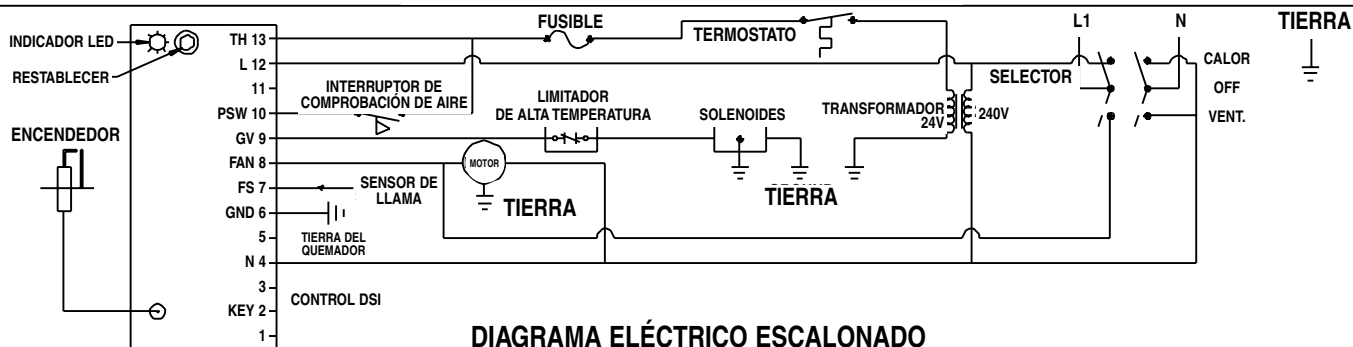 INDICADOR LED
RESTABLECER
ENCENDEDOR
TH 13
L 12
11
PSW 10
GV 9
FAN 8
FS 7
GND 6
5
N 4
3
KEY 2
1
CONTROL DSI
FUSIBLE
TERMOSTATO
INTERRUPTOR DE
COMPROBACIÓN DE AIRE
LIMITADOR
DE ALTA TEMPERATURA
SOLENOIDES
TRANSFORMADOR
24V
240V
SELECTOR
L1
N
CALOR
OFF
VENT.
TIERRA
MOTOR
SENSOR DE
LLAMA
TIERRA
TIERRA
TIERRA DEL
QUEMADOR
DIAGRAMA ELÉCTRICO ESCALONADO